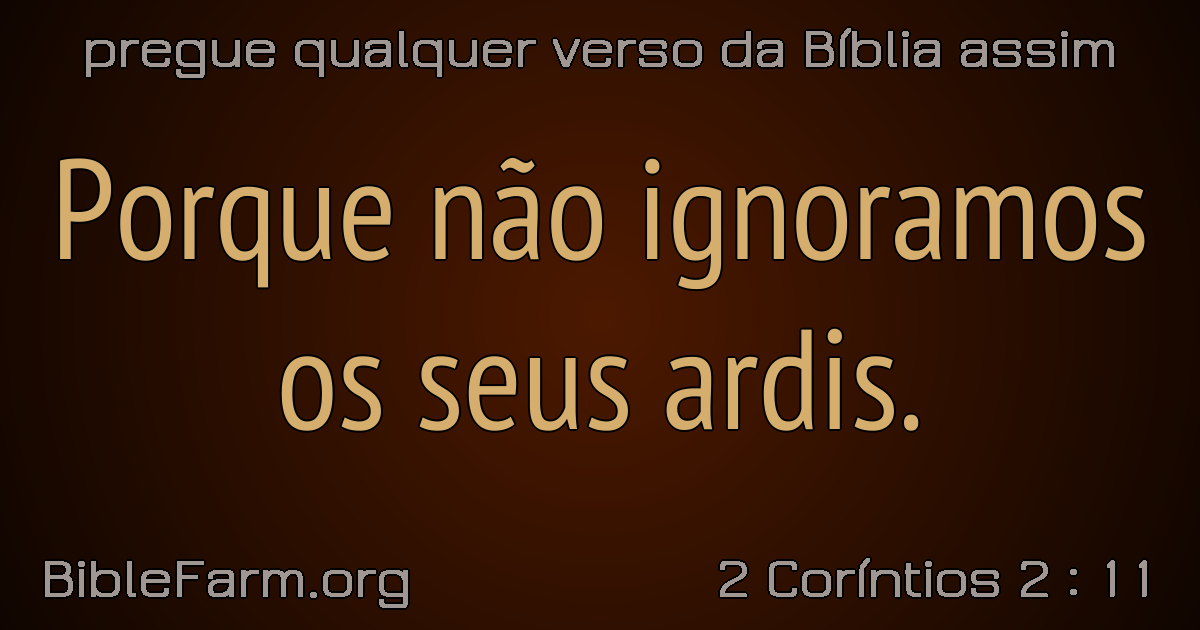 pregue qualquer verso da Bíblia assim
Porque não ignoramos
os seus ardis.
BibleFarm.org
2 Coríntios 2 : 11